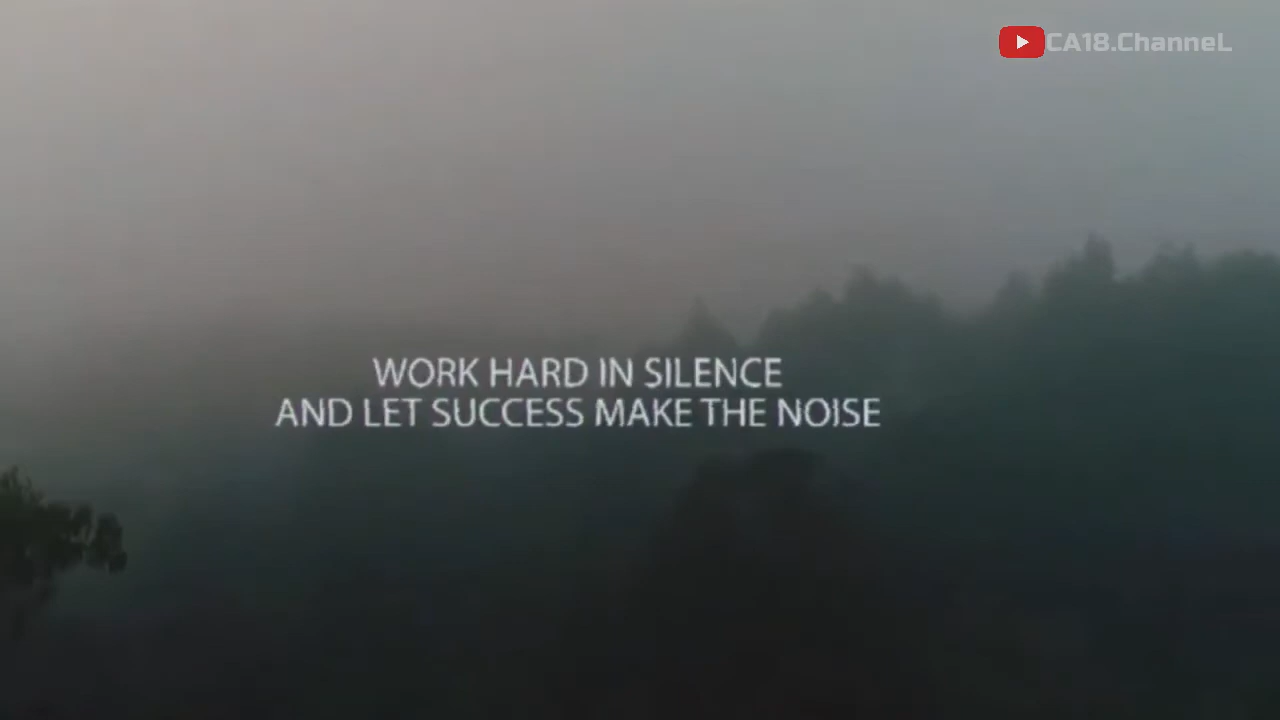 CA18.ChanneL
WORK HARD IN SILENCE
AND LET SUCCESS MAKE THE NOISE